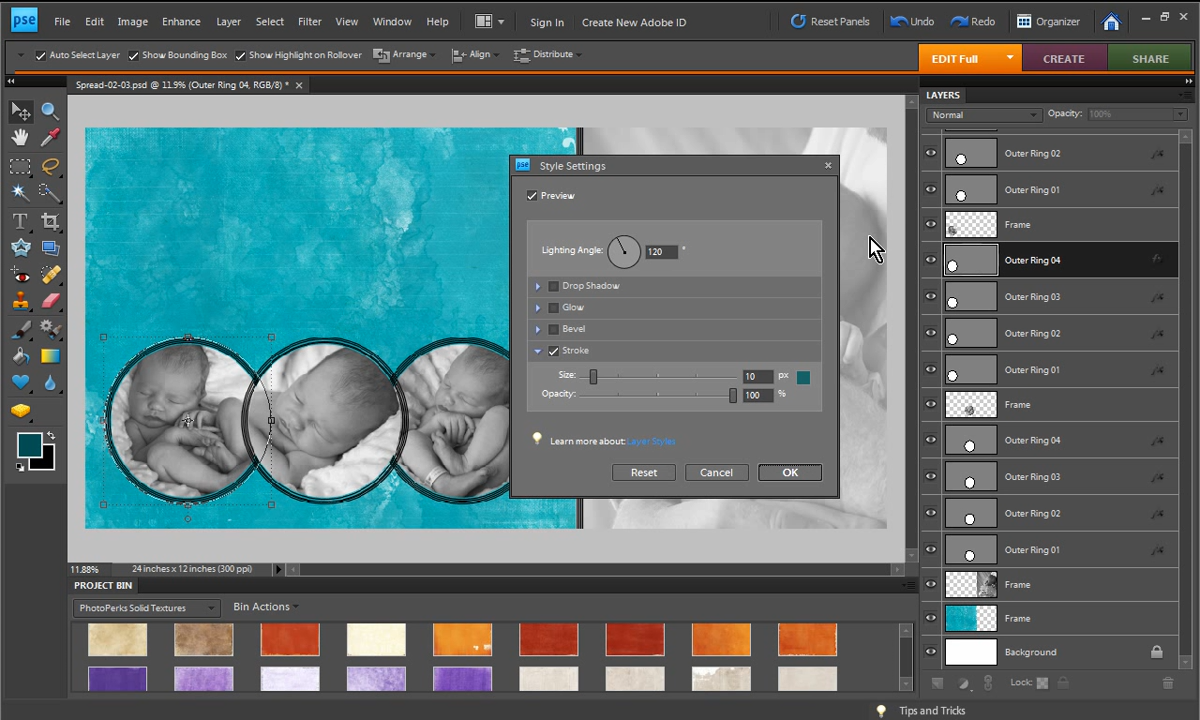 pse File Edit Image Enhance Layer Select Filter View Window Help Sign In Create New Adobe ID Reset Panels Undo Redo Organizer
Auto Select Layer Show Bounding Box Show Highlight on Rollover Arrange Align Distribute EDIT Full CREATE SHARE
Spread-02-03.psd @ 11.9% (Outer Ring 04, RGB/8) *
LAYERS
Normal Opacity: 100%
Outer Ring 02
Outer Ring 01
Frame
Outer Ring 04
Outer Ring 03
Outer Ring 02
Outer Ring 01
Frame
Outer Ring 04
Outer Ring 03
Outer Ring 02
Outer Ring 01
Frame
Frame
Background
Lock:
pse Style Settings
Preview
Lighting Angle: 120 °
Drop Shadow
Glow
Bevel
Stroke
Size: 10 px
Opacity: 100 %
Learn more about: Layer Styles
Reset Cancel OK
11.88% 24 inches x 12 inches (300 ppi)
PROJECT BIN
PhotoPerks Solid Textures Bin Actions
Tips and Tricks